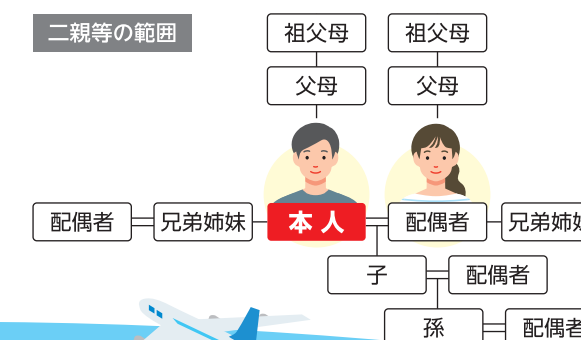 二親等の範囲
祖父母 祖父母
父母 父母
配偶者 兄弟姉妹 本人 配偶者 兄弟姉妹
子 配偶者
孫 配偶者